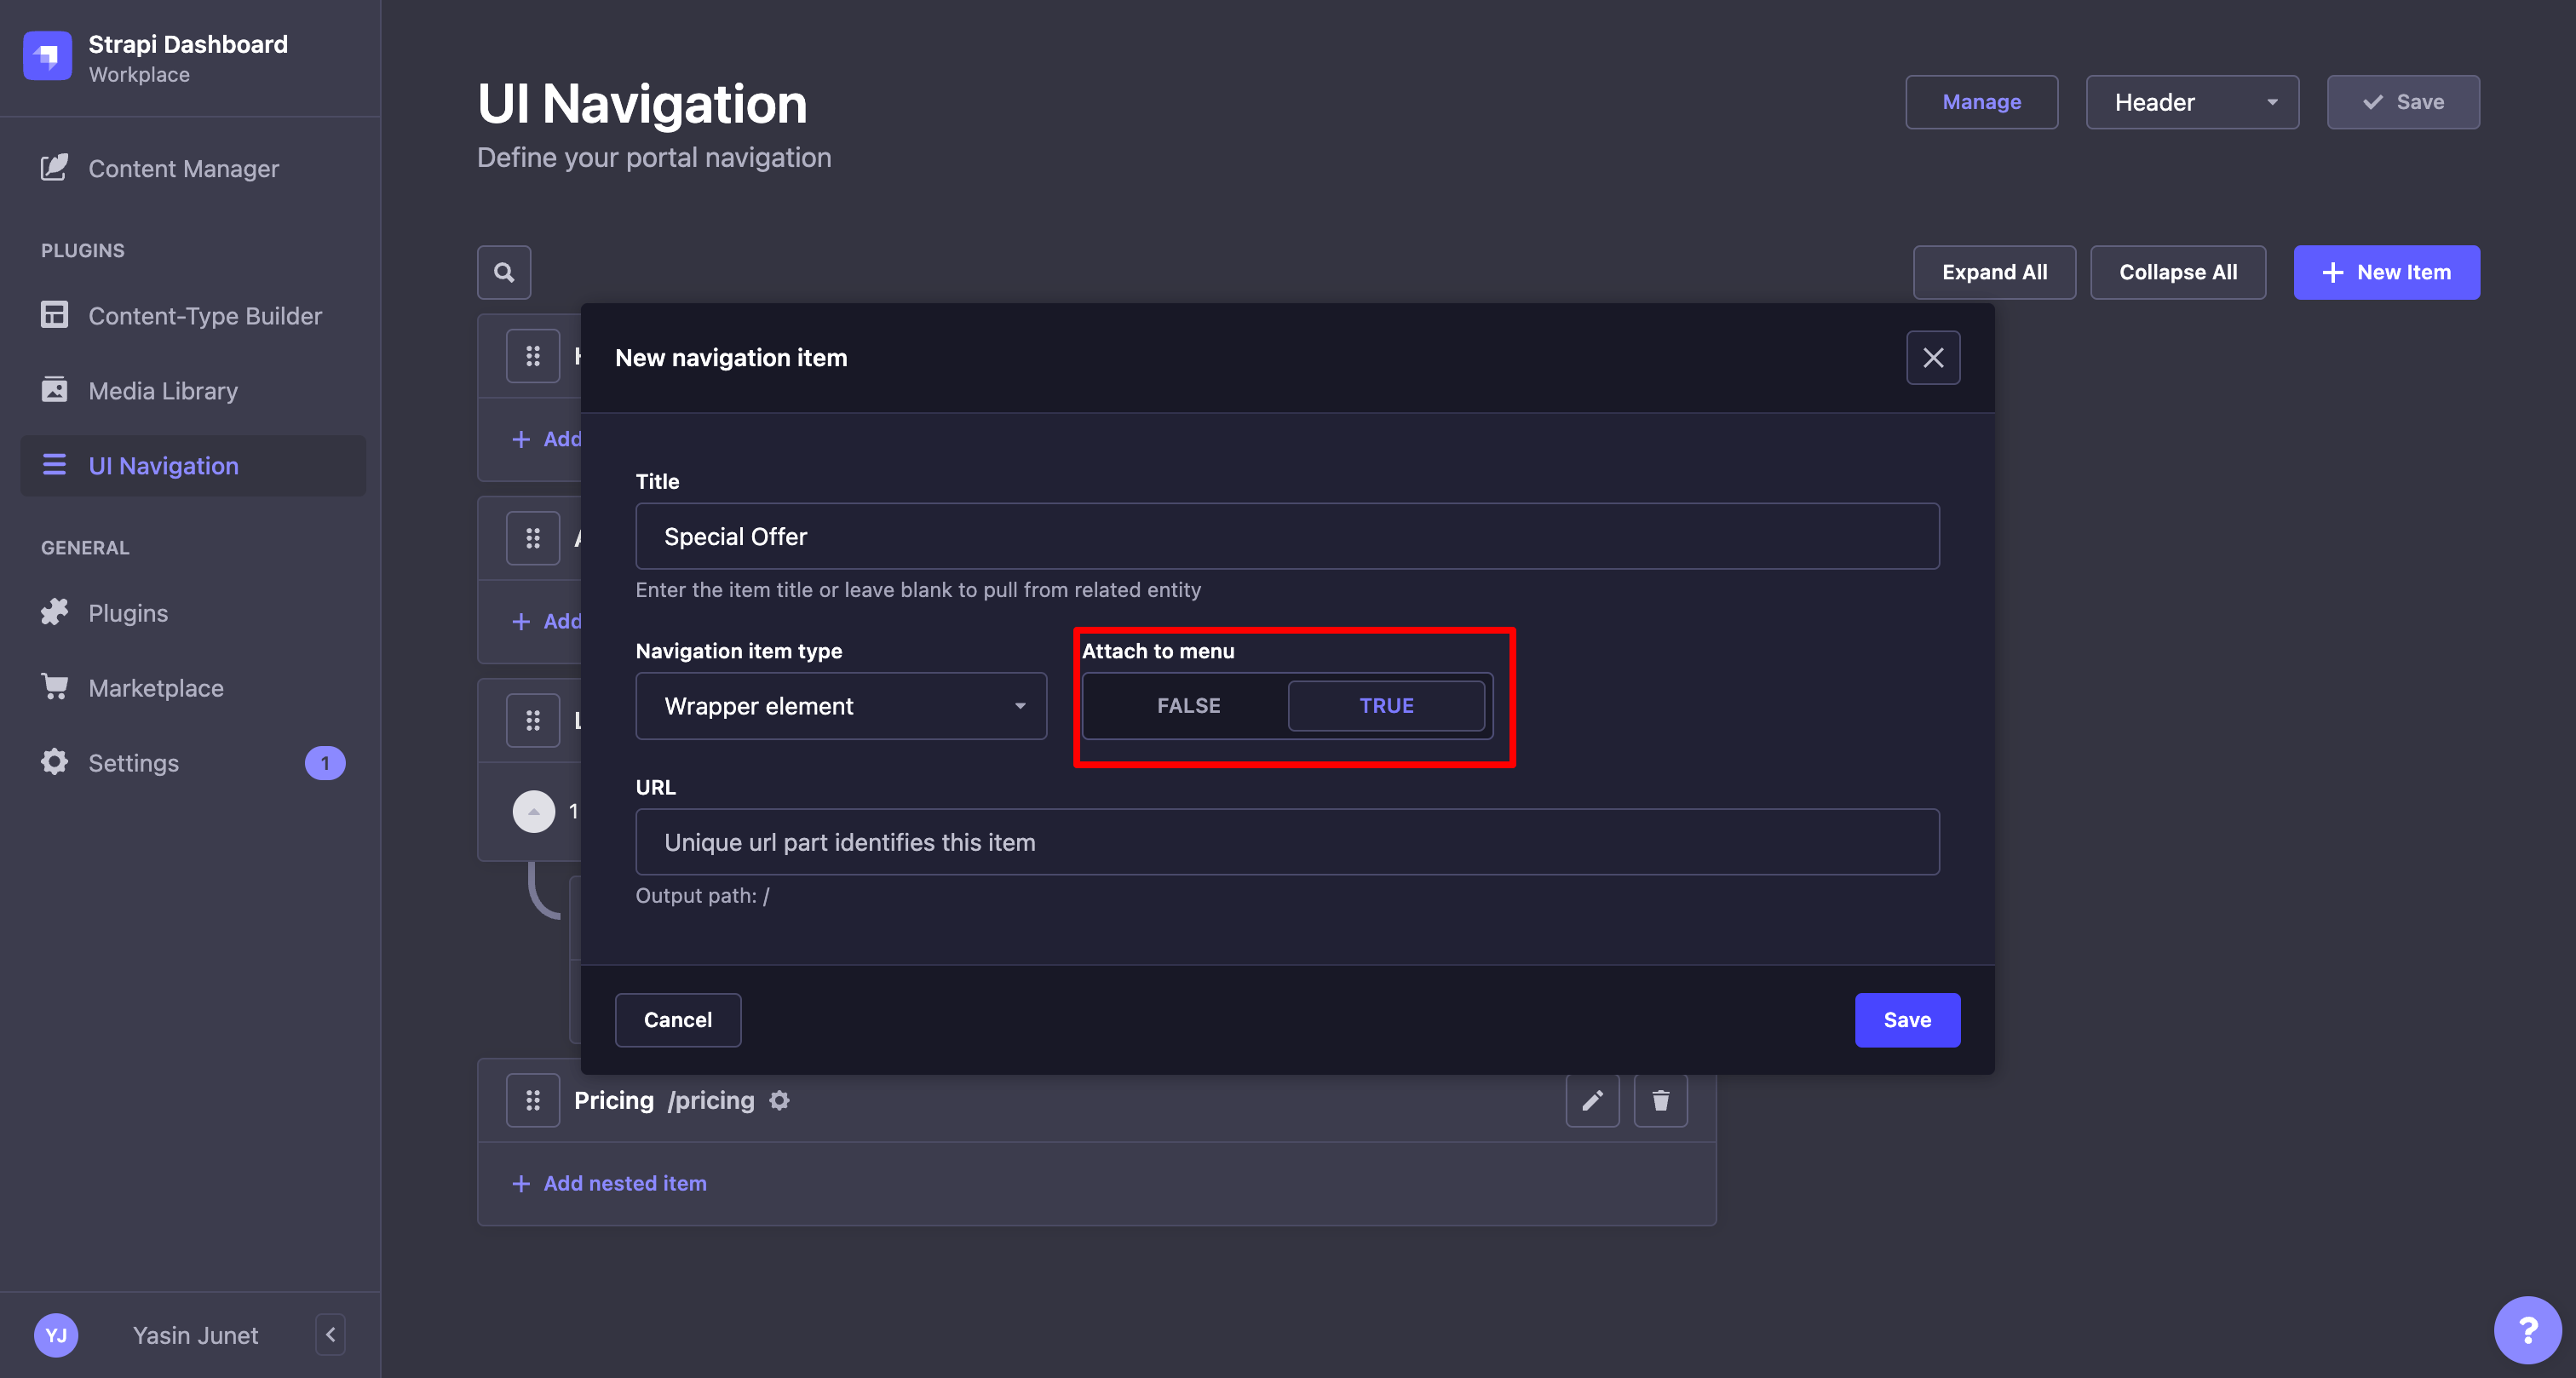 Strapi Dashboard
Workplace
Content Manager
PLUGINS
Content-Type Builder
Media Library
UI Navigation
GENERAL
Plugins
Marketplace
Settings
1
YJ
Yasin Junet
UI Navigation
Define your portal navigation
Manage
Header
Save
Expand All
Collapse All
New Item
Add
Add
1
New navigation item
Title
Special Offer
Enter the item title or leave blank to pull from related entity
Navigation item type
Wrapper element
Attach to menu
FALSE
TRUE
URL
Unique url part identifies this item
Output path: /
Cancel
Save
Pricing /pricing
Add nested item
?